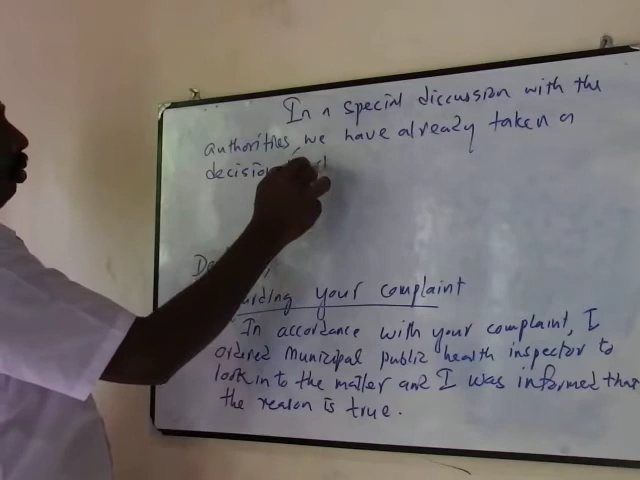 In a special discussion with the
authorities, we have already taken a
decision
your complaint
In accordance with your complaint, I
ordered Municipal public health inspector to
look in to the matter and I was informed that
the reason is true.